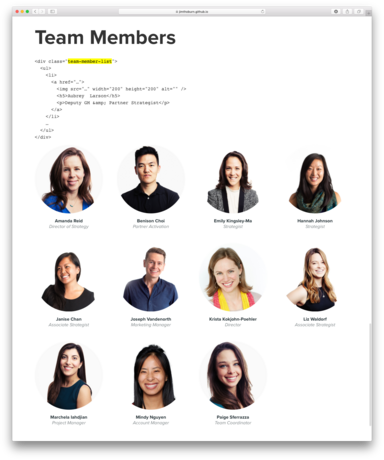 Team Members
<div class="team-member-list">
<ul>
<li>
<a href="…">
<img src="…" width="200" height="200" alt="" />
<h5>Aubrey Larson</h5>
<p>Deputy GM &amp; Partner Strategist</p>
</a>
</li>
…
</ul>
</div>
Amanda Reid
Director of Strategy
Benison Choi
Partner Activation
Emily Kingsley-Ma
Strategist
Hannah Johnson
Strategist
Janice Chan
Associate Strategist
Joseph Vandenorth
Marketing Manager
Krista Kokjohn-Poehler
Director
Liz Waldorf
Associate Strategist
Marchela Iahdjian
Project Manager
Mindy Nguyen
Account Manager
Paige Sferrazza
Team Coordinator